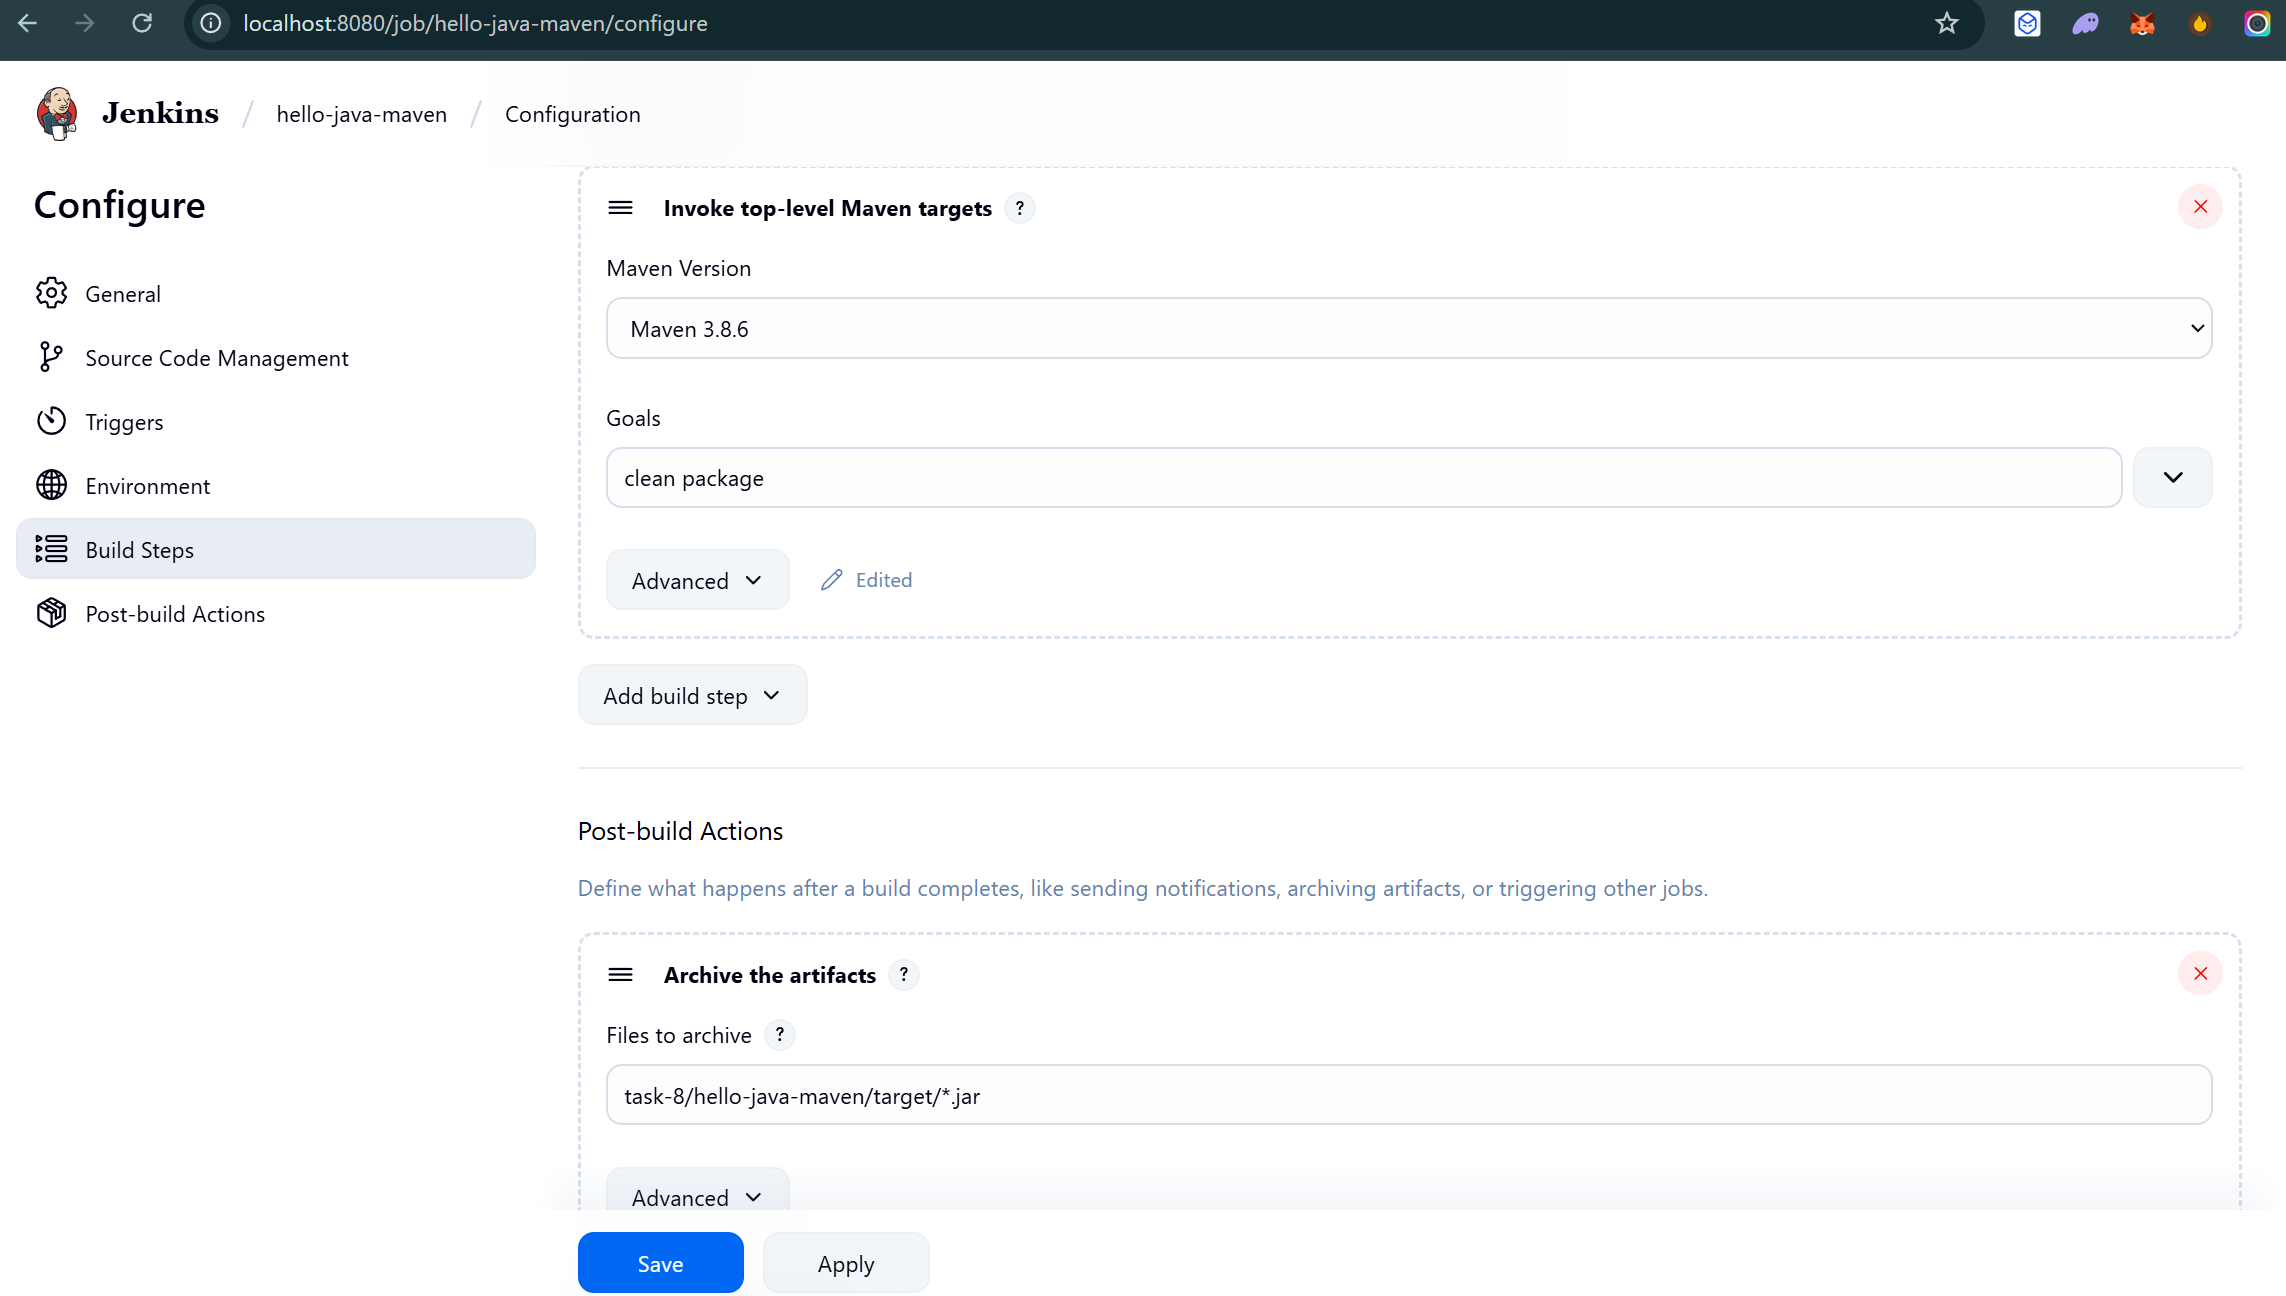 localhost:8080/job/hello-java-maven/configure
Jenkins / hello-java-maven / Configuration
Configure
General
Source Code Management
Triggers
Environment
Build Steps
Post-build Actions
Invoke top-level Maven targets ?
Maven Version
Maven 3.8.6
Goals
clean package
Advanced
Edited
Add build step
Post-build Actions
Define what happens after a build completes, like sending notifications, archiving artifacts, or triggering other jobs.
Archive the artifacts ?
Files to archive ?
task-8/hello-java-maven/target/*.jar
Advanced
Save
Apply